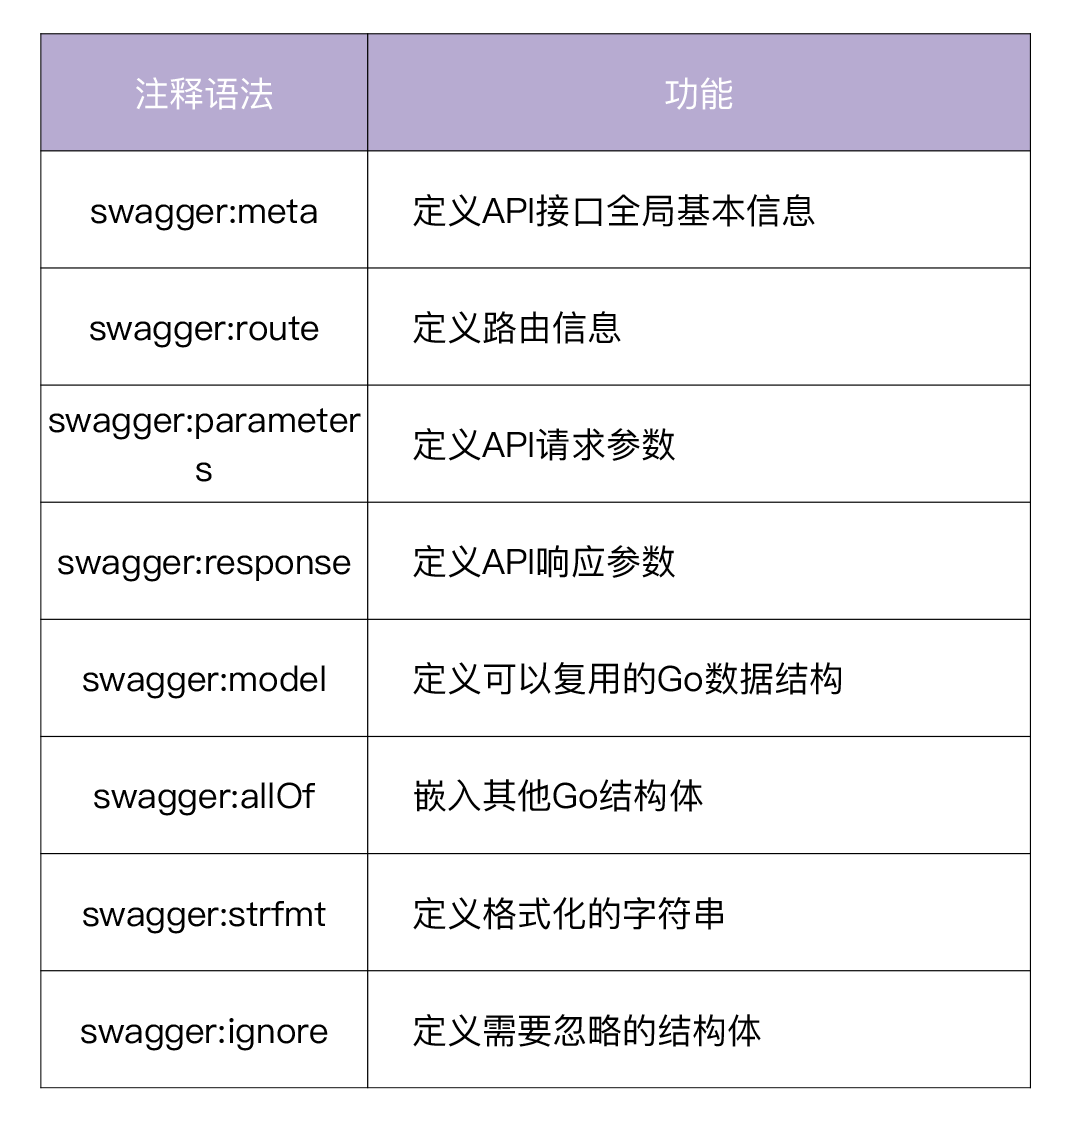 注释语法
功能
swagger:meta
定义API接口全局基本信息
swagger:route
定义路由信息
swagger:parameter
s
定义API请求参数
swagger:response
定义API响应参数
swagger:model
定义可以复用的Go数据结构
swagger:allOf
嵌入其他Go结构体
swagger:strfmt
定义格式化的字符串
swagger:ignore
定义需要忽略的结构体